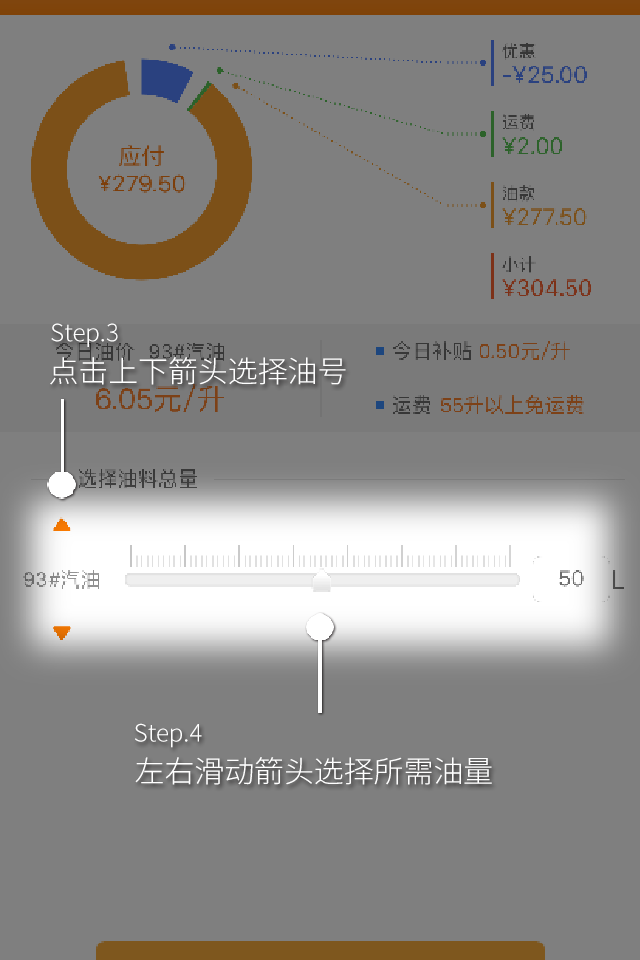 优惠
-¥25.00
运费
¥2.00
应付
¥279.50
油款
¥277.50
小计
¥304.50
Step.3
今日油价 93#汽油
点击上下箭头选择油号
6.05元/升
今日补贴 0.50元/升
运费 55升以上免运费
选择油料总量
93#汽油
50 L
Step.4
左右滑动箭头选择所需油量